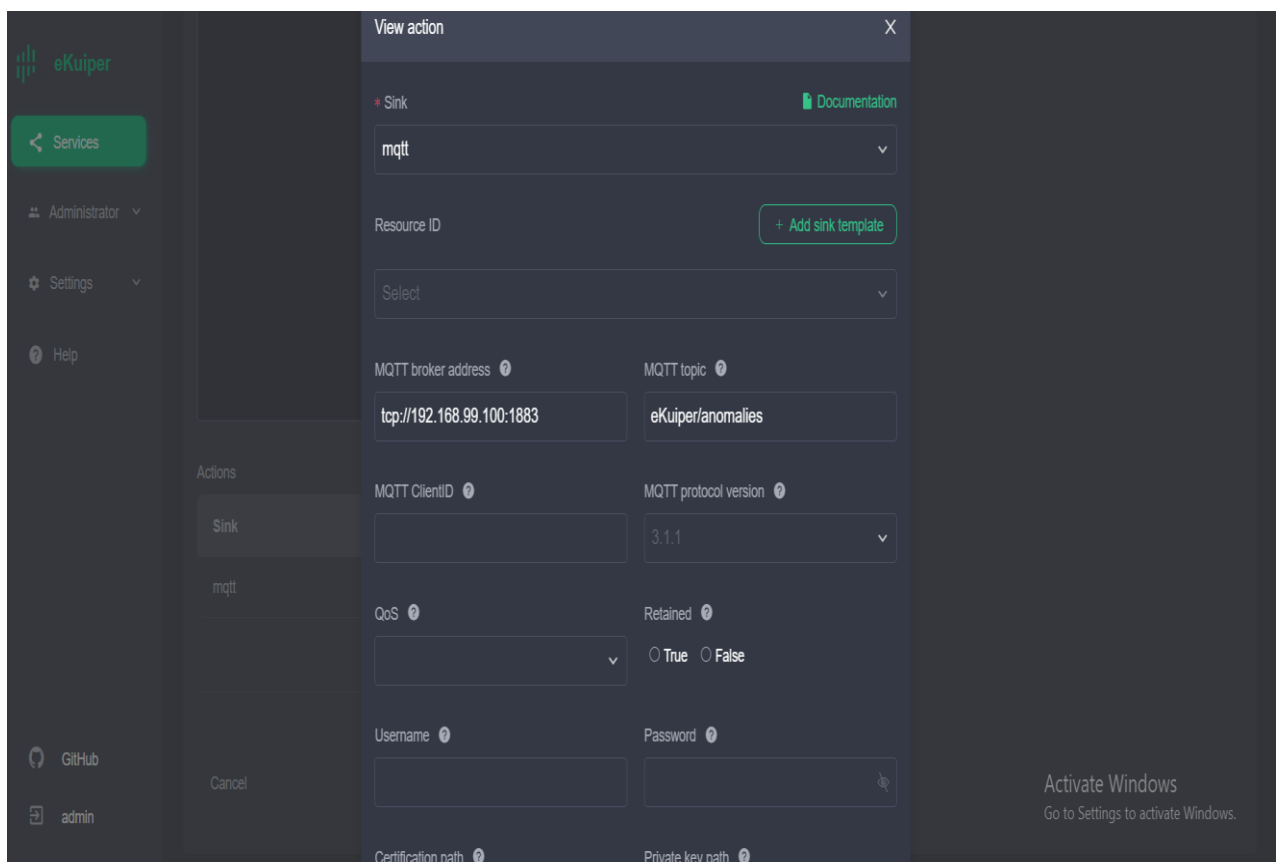 View action X
eKuiper
Services
Administrator
Settings
Help
GitHub
admin
Actions
Sink
mqtt
Cancel
* Sink Documentation
mqtt
Resource ID + Add sink template
Select
MQTT broker address MQTT topic
tcp://192.168.99.100:1883 eKuiper/anomalies
MQTT ClientID MQTT protocol version
3.1.1
QoS Retained
True False
Username Password
Certification path Private key path
Activate Windows
Go to Settings to activate Windows.